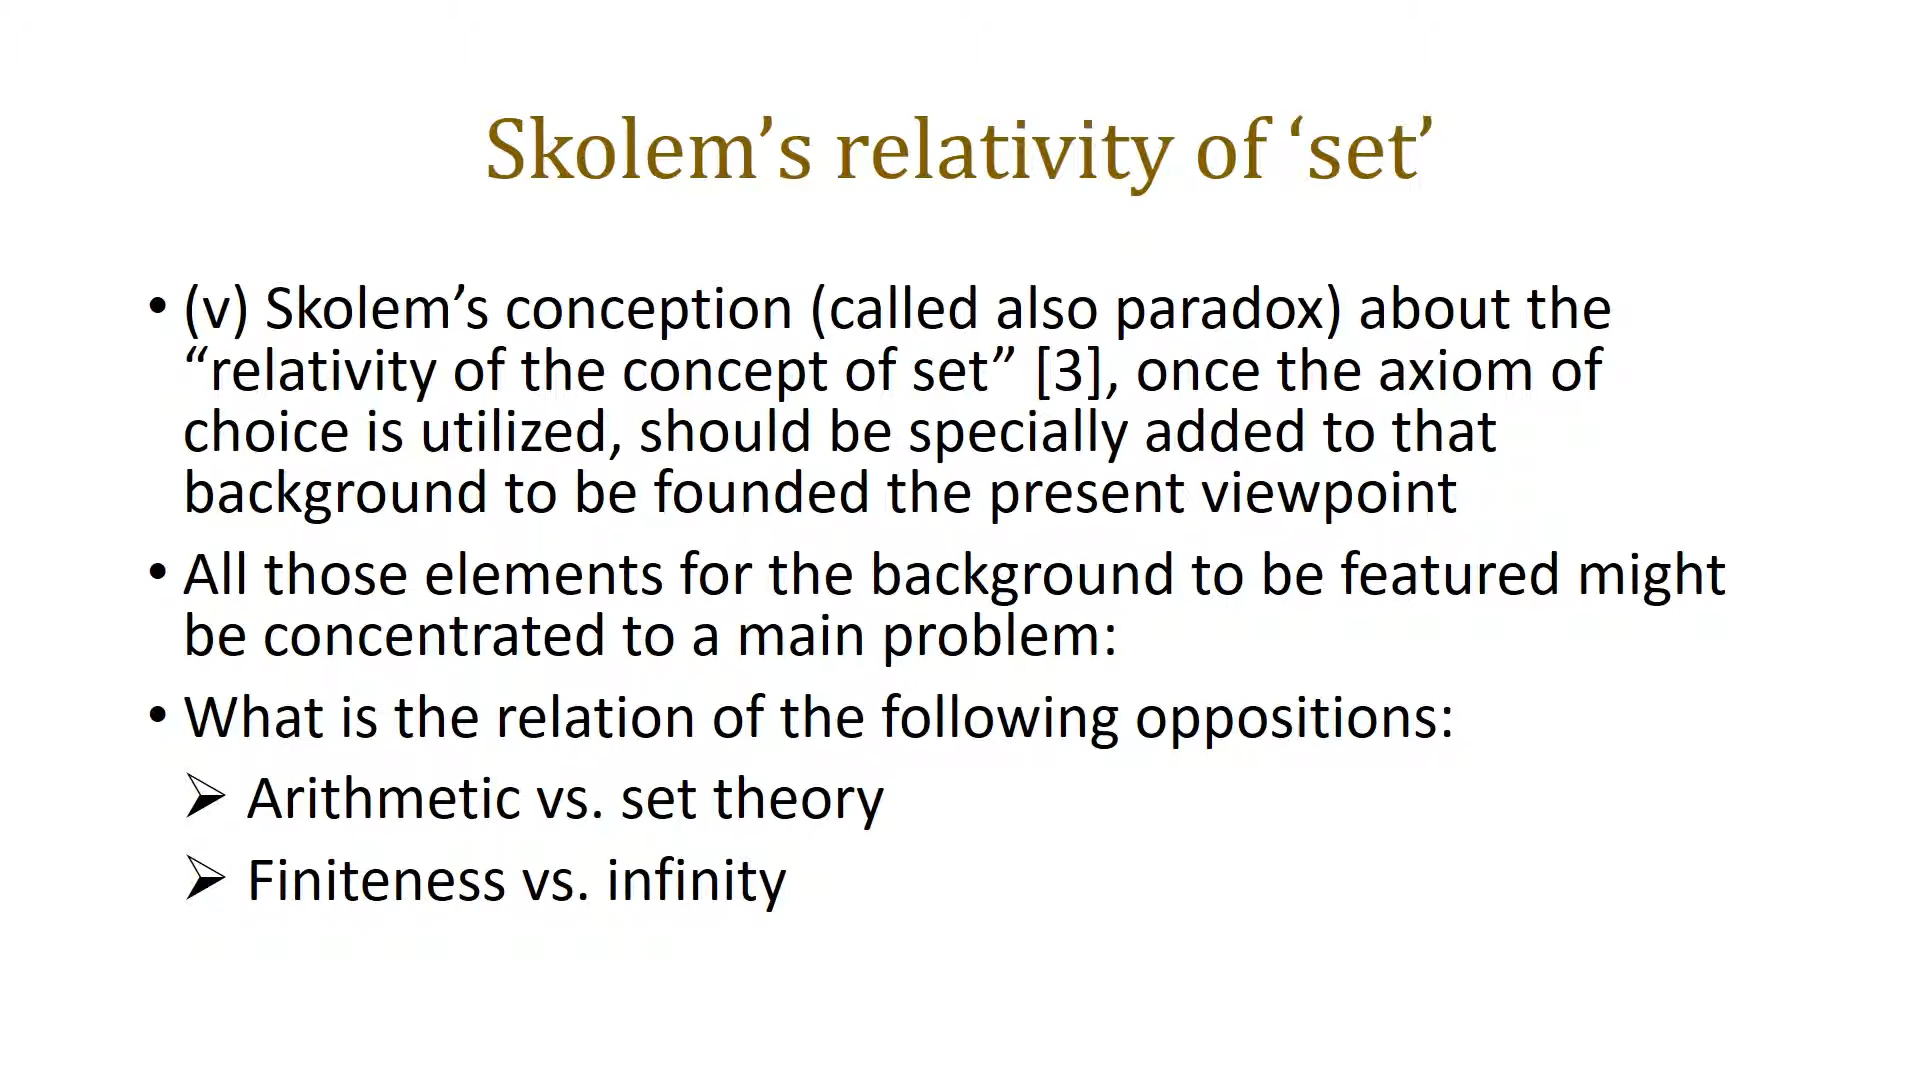 Skolem’s relativity of ‘set’
• (v) Skolem’s conception (called also paradox) about the
“relativity of the concept of set” [3], once the axiom of
choice is utilized, should be specially added to that
background to be founded the present viewpoint
• All those elements for the background to be featured might
be concentrated to a main problem:
• What is the relation of the following oppositions:
➢ Arithmetic vs. set theory
➢ Finiteness vs. infinity